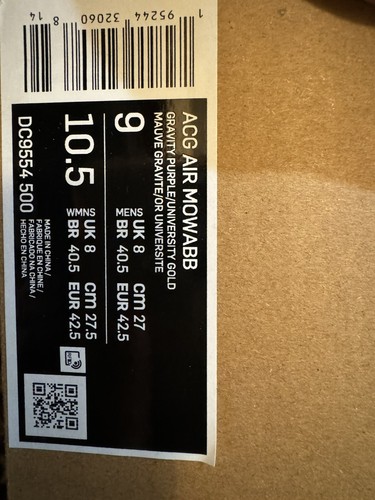 1 95244 32060 8 14
ACG AIR MOWABB
GRAVITY PURPLE/UNIVERSITY GOLD
MAUVE GRAVITE/OR UNIVERSITE
9 MENS UK 8 cm 27
BR 40.5 EUR 42.5
10.5 WMNS UK 8 cm 27.5
BR 40.5 EUR 42.5
DC9554 500
MADE IN CHINA /
FABRIQUE EN CHINE /
FABRICADO NA CHINA /
HECHO EN CHINA